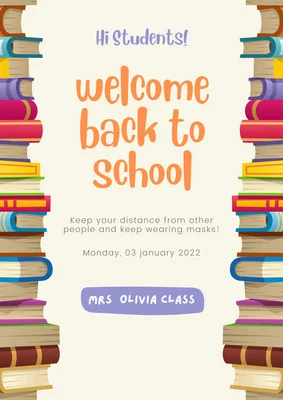 Hi Students!
welcome
back to
school
Keep your distance from other
people and keep wearing masks!
Monday, 03 january 2022
MRS OLIVIA CLASS